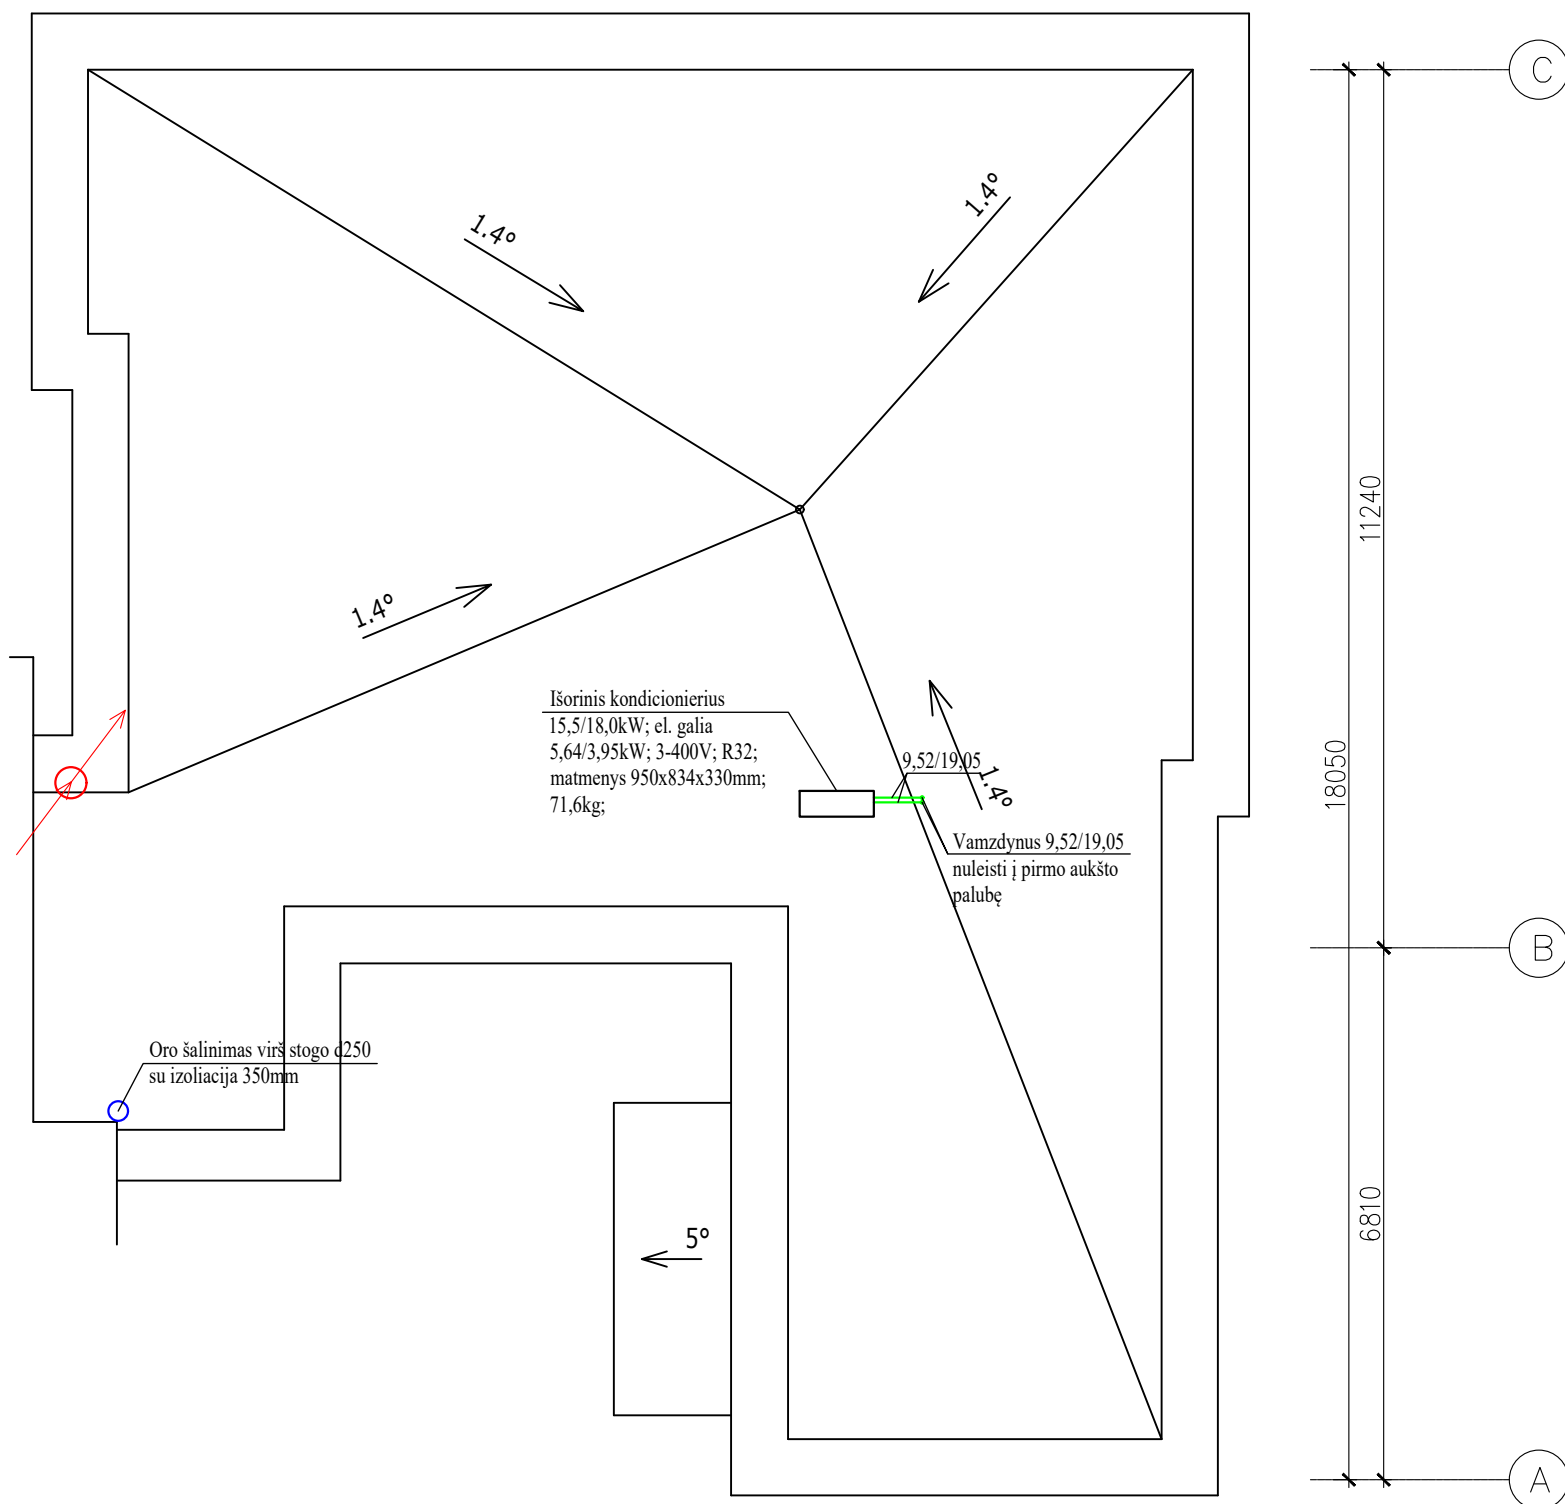 C
1.4°
1.4°
11240
1.4°
Išorinis kondicionierius
15,5/18,0kW; el. galia
5,64/3,95kW; 3-400V; R32;
matmenys 950x834x330mm;
71,6kg;
9,52/19,05
1.4°
18050
Vamzdynus 9,52/19,05
nuleisti į pirmo aukšto
palubę
B
Oro šalinimas virš stogo d250
su izoliacija 350mm
6810
5°
A